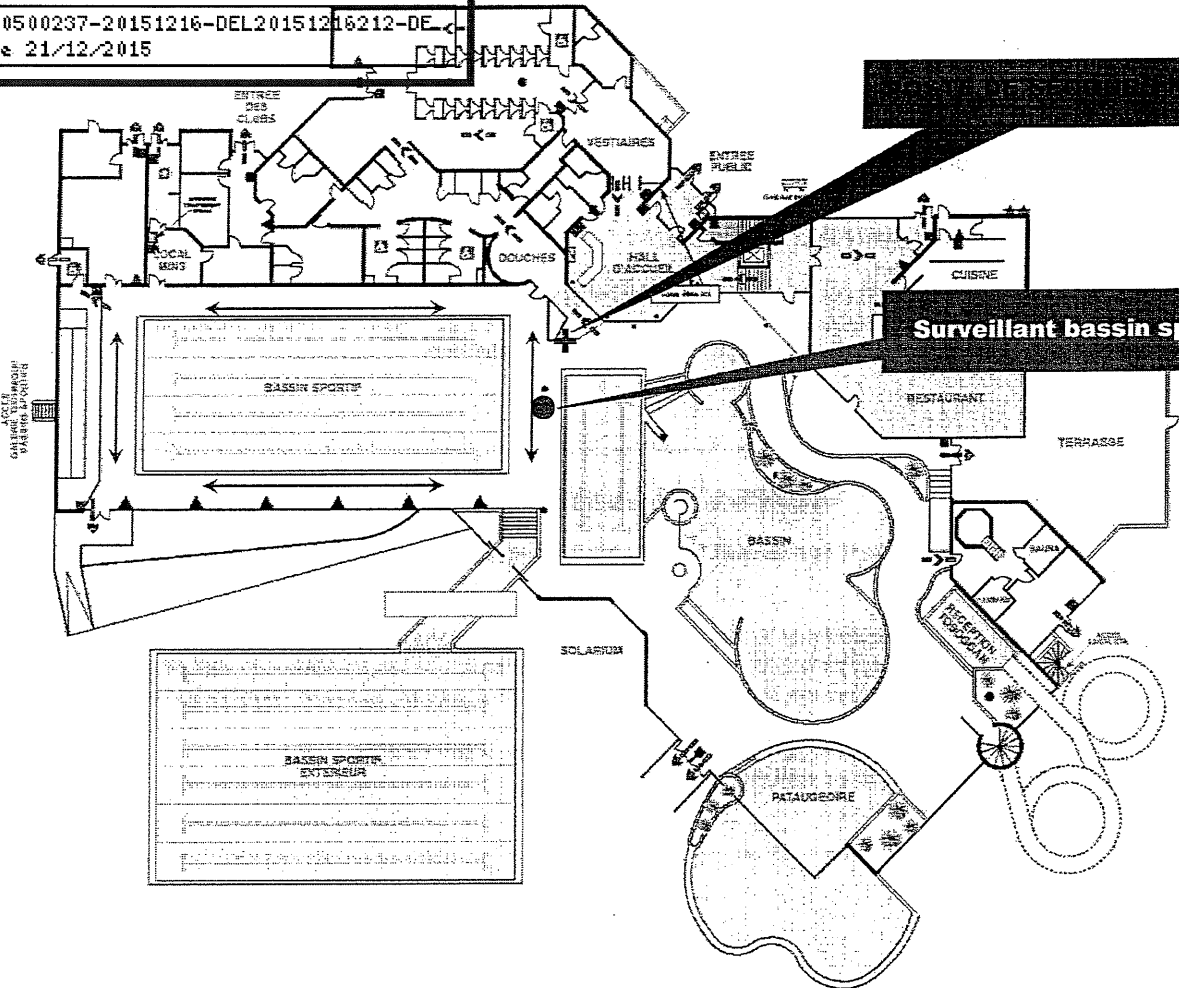 0500237-20151216-DEL20151216212-DE
e 21/12/2015
ENTREE
DES
CLUBS
VESTIAIRES
ENTREE
PUBLIC
LOCAL
MNS
DOUCHES
HALL
D'ACCUEIL
CUISINE
Surveillant bassin sp
BASSIN SPORTIF
RESTAURANT
TERRASSE
BASSIN
SAUNA
RECEPTION
TOBOGGAN
SOLARIUM
BASSIN SPORTIF
EXTERIEUR
PATAUGEOIRE